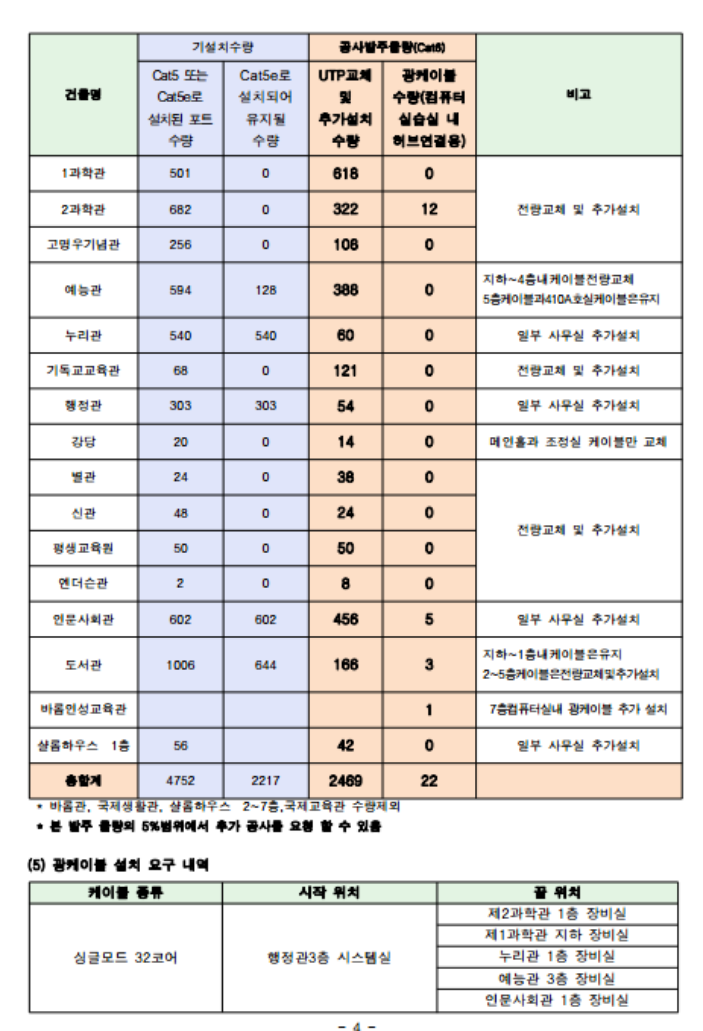 건물명 기설치수량 공사발주물량(Cat6) 비고
Cat5 또는 Cat5e로 설치된 포트 수량
Cat5e로 설치되어 유지될 수량
UTP교체 및 추가설치 수량
광케이블 수량(컴퓨터 실습실 내 허브연결용)
1과학관 501 0 618 0 전량교체 및 추가설치
2과학관 682 0 322 12
고명우기념관 256 0 108 0
예능관 594 128 388 0 지하~4층내케이블전량교체
5층케이블과410A호실케이블은유지
누리관 540 540 60 0 일부 사무실 추가설치
기독교교육관 68 0 121 0 전량교체 및 추가설치
행정관 303 303 54 0 일부 사무실 추가설치
강당 20 0 14 0 메인홀과 조정실 케이블만 교체
별관 24 0 38 0 전량교체 및 추가설치
신관 48 0 24 0
평생교육원 50 0 50 0
엔더슨관 2 0 8 0
인문사회관 602 602 456 5 일부 사무실 추가설치
도서관 1006 644 166 3 지하~1층내케이블은유지
2~5층케이블은전량교체및추가설치
바롬인성교육관 1 7층컴퓨터실내 광케이블 추가 설치
샬롬하우스 1층 56 42 0 일부 사무실 추가설치
총합계 4752 2217 2469 22
* 바롬관, 국제생활관, 샬롬하우스 2~7층,국제교육관 수량제외
* 본 발주 물량의 5%범위에서 추가 공사를 요청 할 수 있음
(5) 광케이블 설치 요구 내역
케이블 종류 시작 위치 끝 위치
싱글모드 32코어 행정관3층 시스템실 제2과학관 1층 장비실
제1과학관 지하 장비실
누리관 1층 장비실
예능관 3층 장비실
인문사회관 1층 장비실
- 4 -